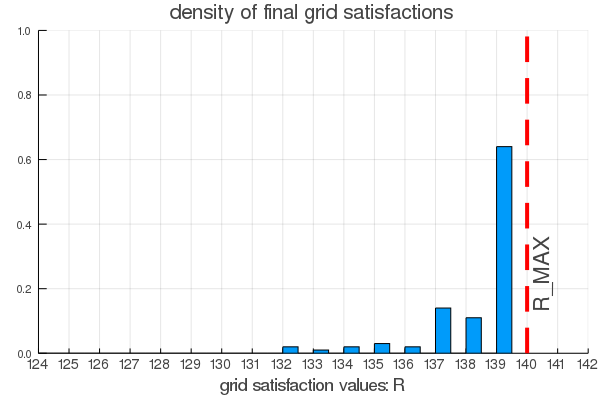 density of final grid satisfactions
1.0
0.8
0.6
0.4
0.2
0.0
R_MAX
124 125 126 127 128 129 130 131 132 133 134 135 136 137 138 139 140 141 142
grid satisfaction values: R